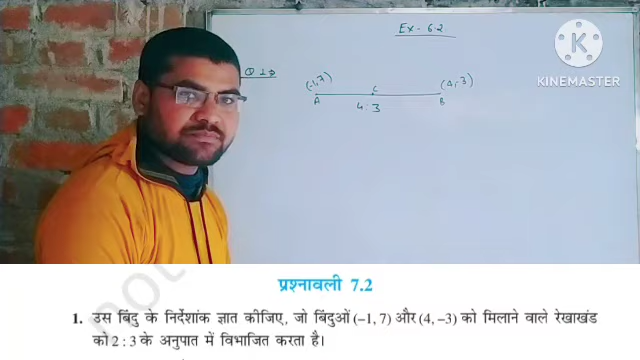 Ex - 6.2
Q 1 ⇒
(-1,7)
C
(4,-3)
A
4:3
B
KINEMASTER
प्रश्नावली 7.2
1. उस बिंदु के निर्देशांक ज्ञात कीजिए, जो बिंदुओं (–1, 7) और (4, –3) को मिलाने वाले रेखाखंड
को 2 : 3 के अनुपात में विभाजित करता है।